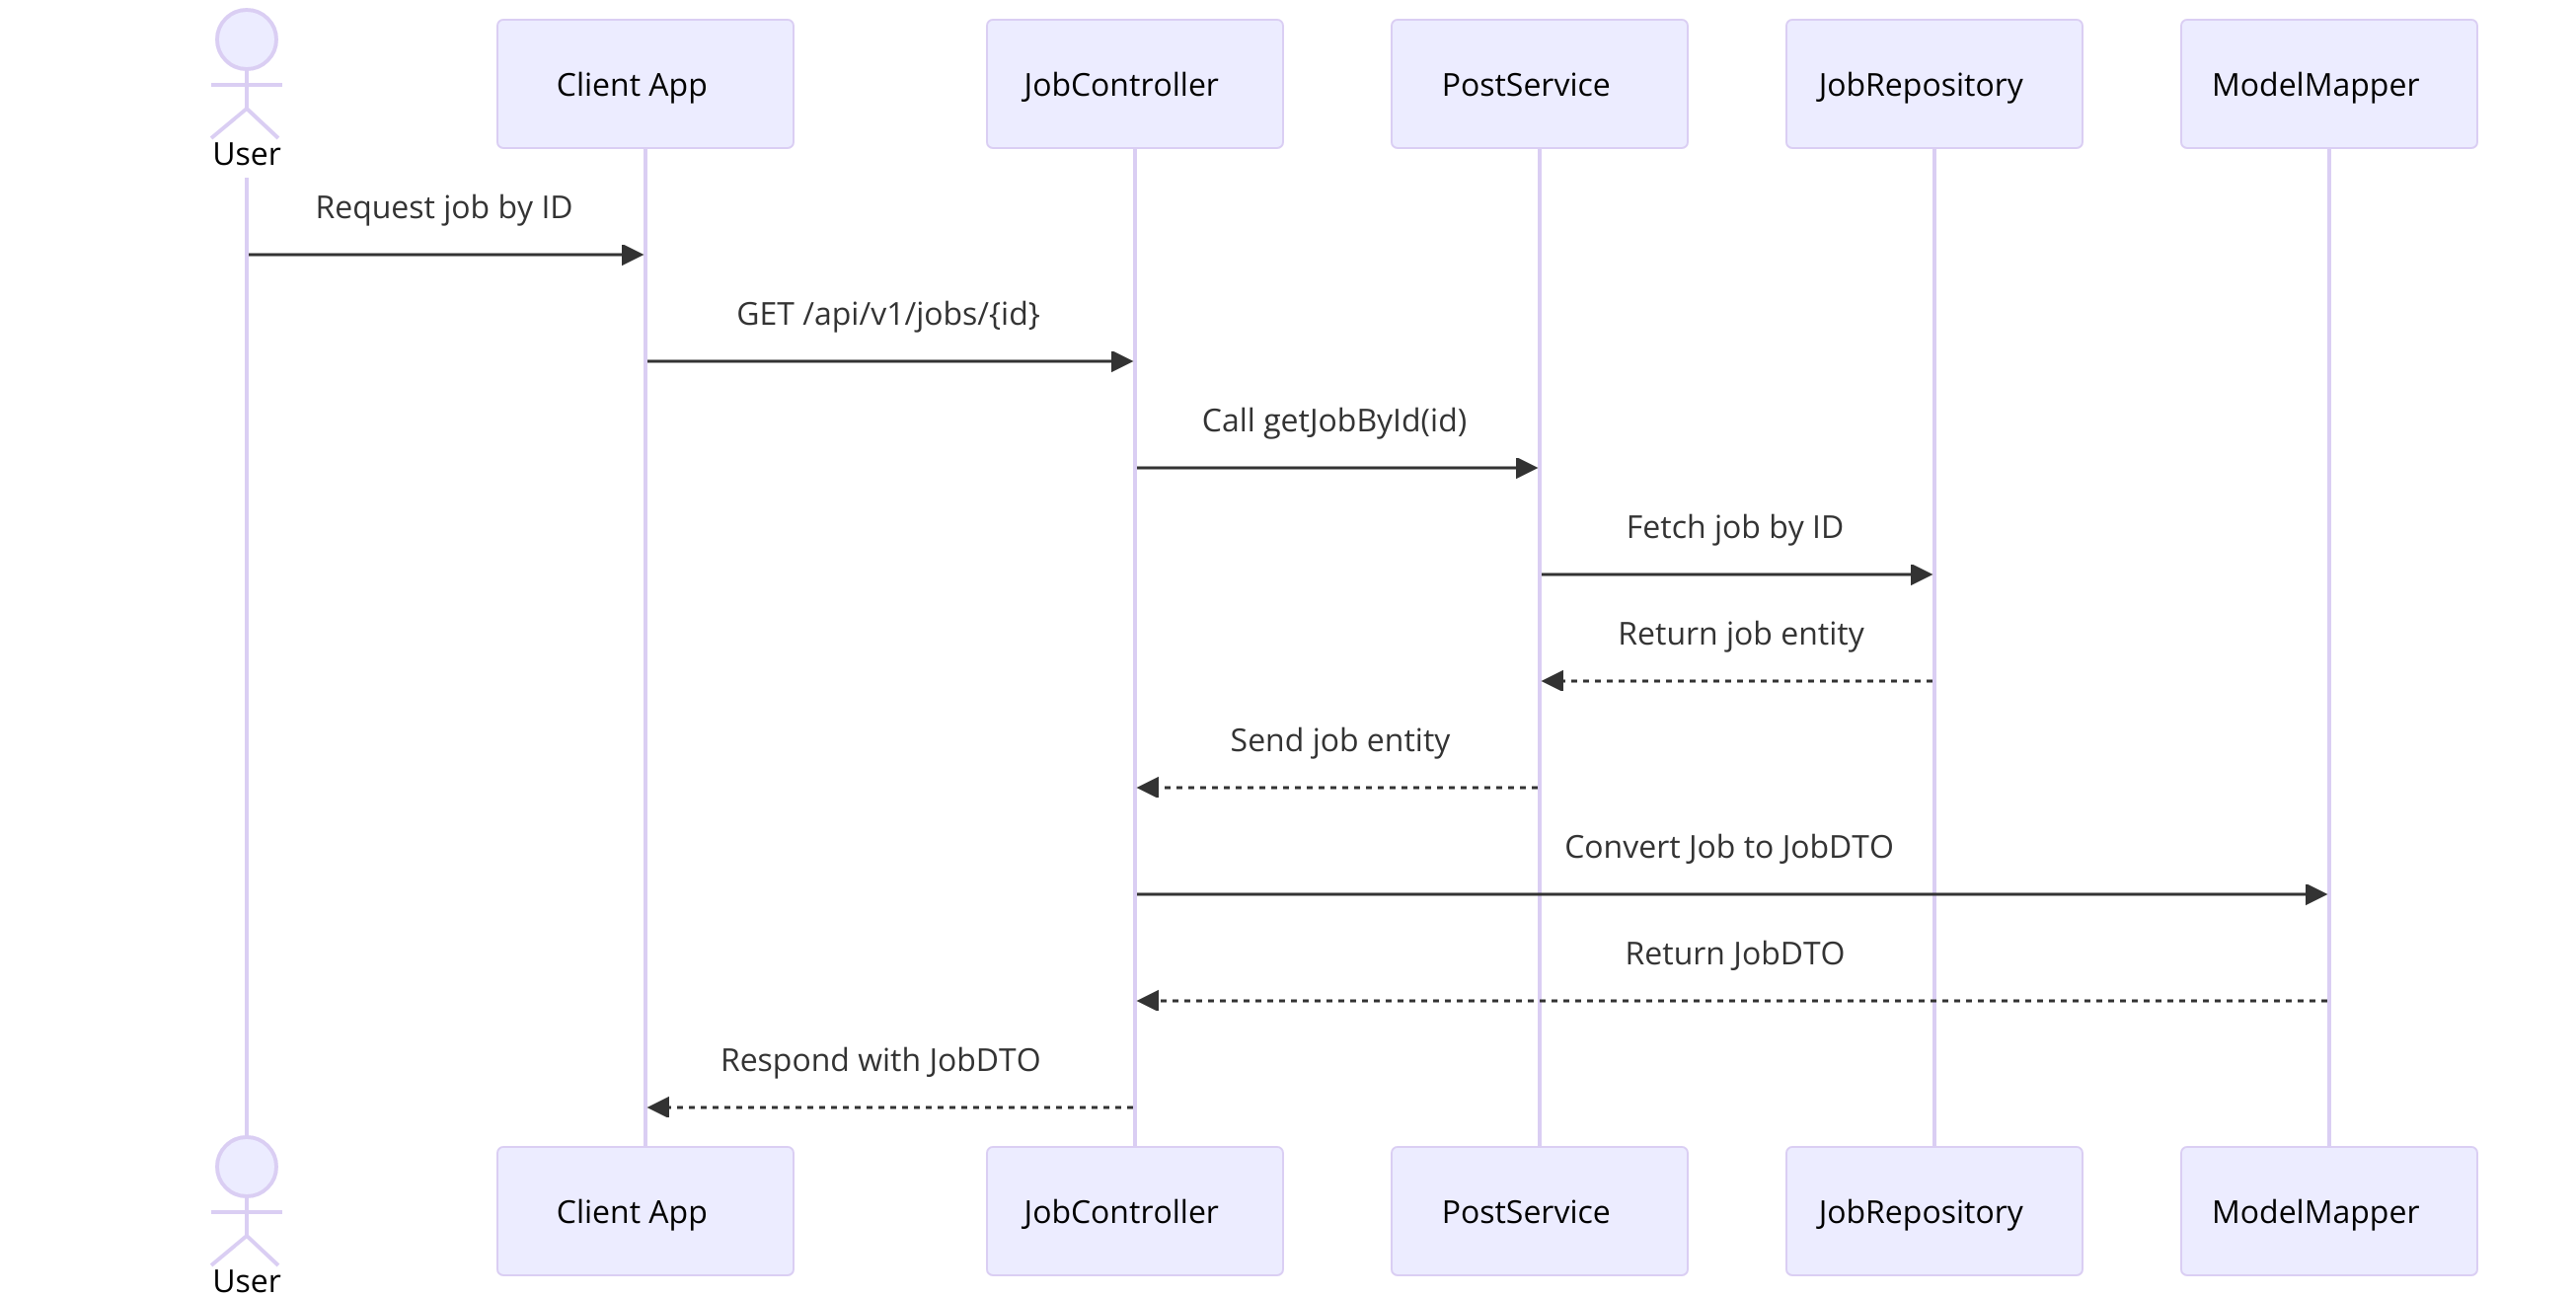 User
Client App
JobController
PostService
JobRepository
ModelMapper
Request job by ID
GET /api/v1/jobs/{id}
Call getJobById(id)
Fetch job by ID
Return job entity
Send job entity
Convert Job to JobDTO
Return JobDTO
Respond with JobDTO
User
Client App
JobController
PostService
JobRepository
ModelMapper